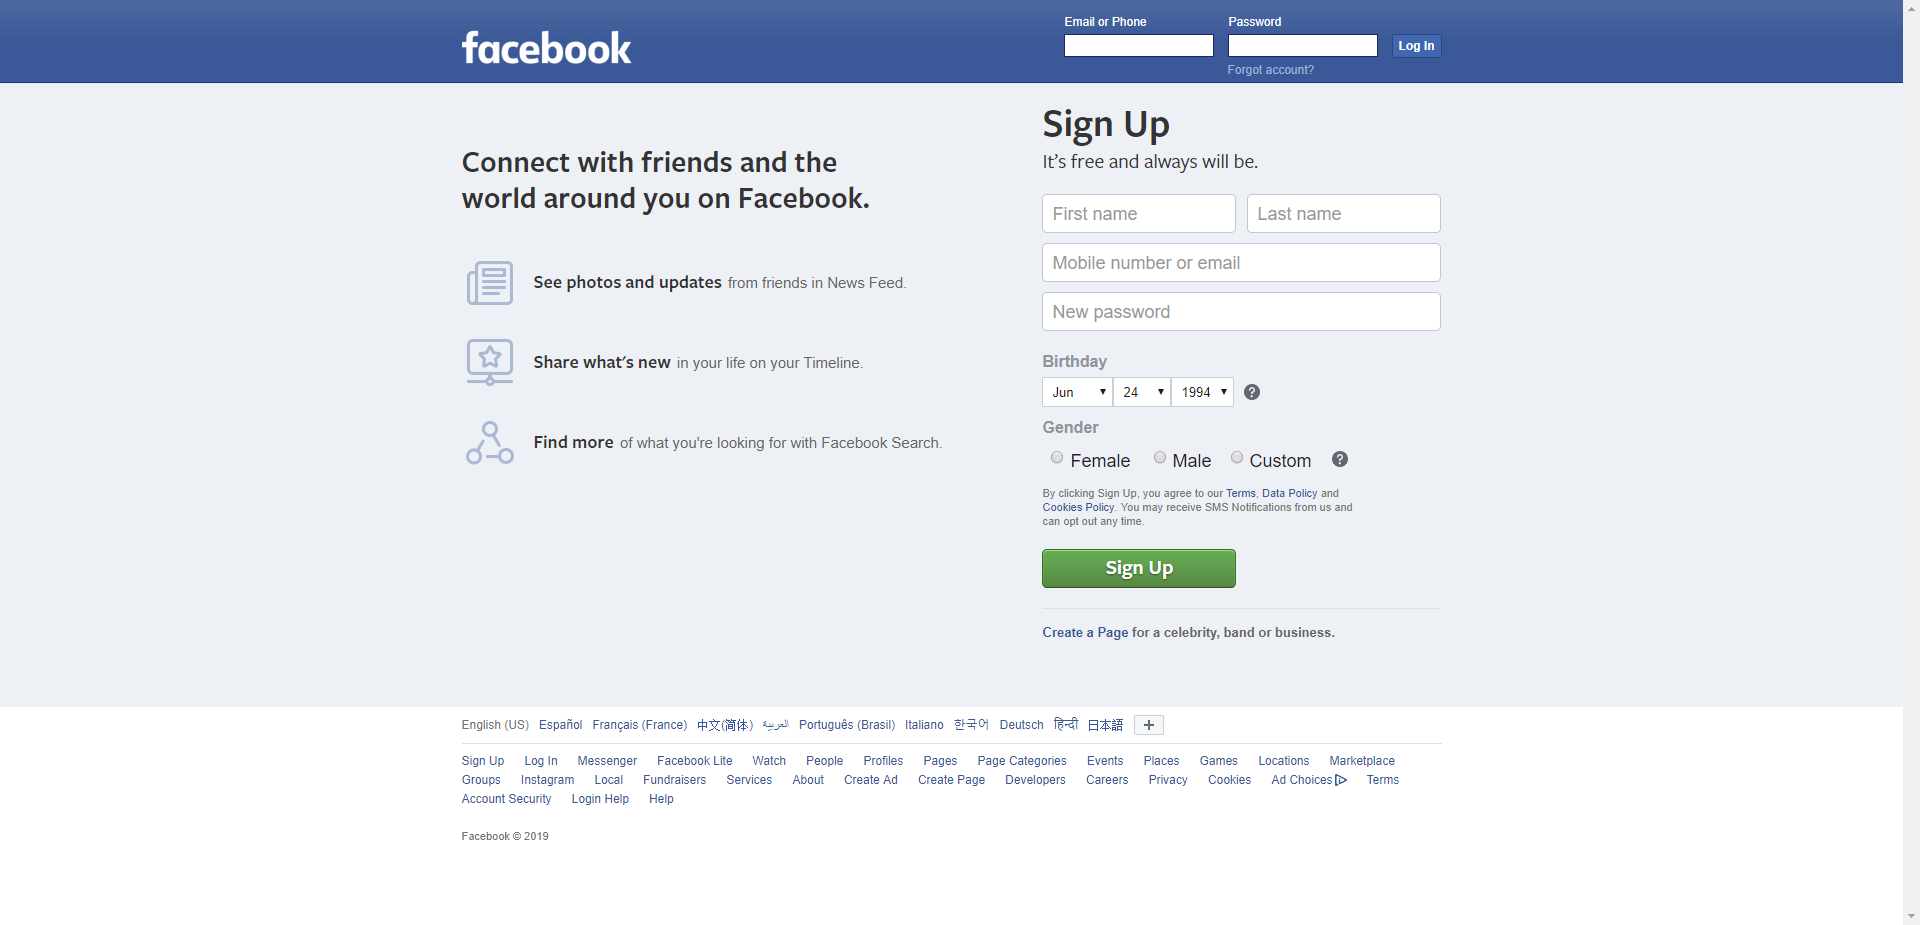 facebook
Email or Phone
Password
Log In
Forgot account?
Connect with friends and the
world around you on Facebook.
See photos and updates from friends in News Feed.
Share what's new in your life on your Timeline.
Find more of what you're looking for with Facebook Search.
Sign Up
It's free and always will be.
First name
Last name
Mobile number or email
New password
Birthday
Jun 24 1994 ?
Gender
Female Male Custom ?
By clicking Sign Up, you agree to our Terms, Data Policy and
Cookies Policy. You may receive SMS Notifications from us and
can opt out any time.
Sign Up
Create a Page for a celebrity, band or business.
English (US) Español Français (France) 中文(简体) العربية Português (Brasil) Italiano 한국어 Deutsch हिन्दी 日本語 +
Sign Up Log In Messenger Facebook Lite Watch People Profiles Pages Page Categories Events Places Games Locations Marketplace
Groups Instagram Local Fundraisers Services About Create Ad Create Page Developers Careers Privacy Cookies Ad Choices Terms
Account Security Login Help Help
Facebook © 2019